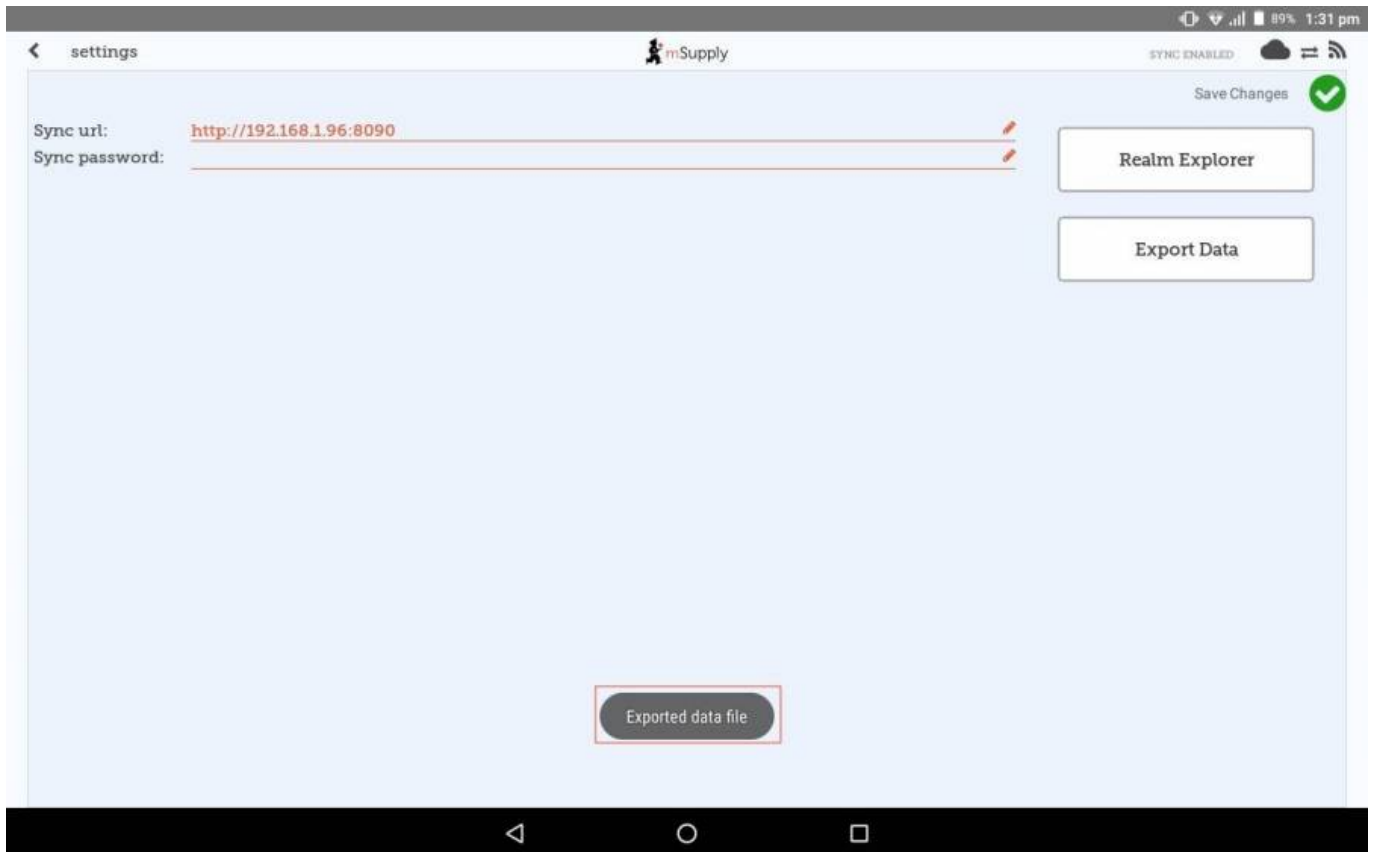 89% 1:31 pm
settings
mSupply
SYNC ENABLED
Save Changes
Sync url: http://192.168.1.96:8090
Sync password:
Realm Explorer
Export Data
Exported data file